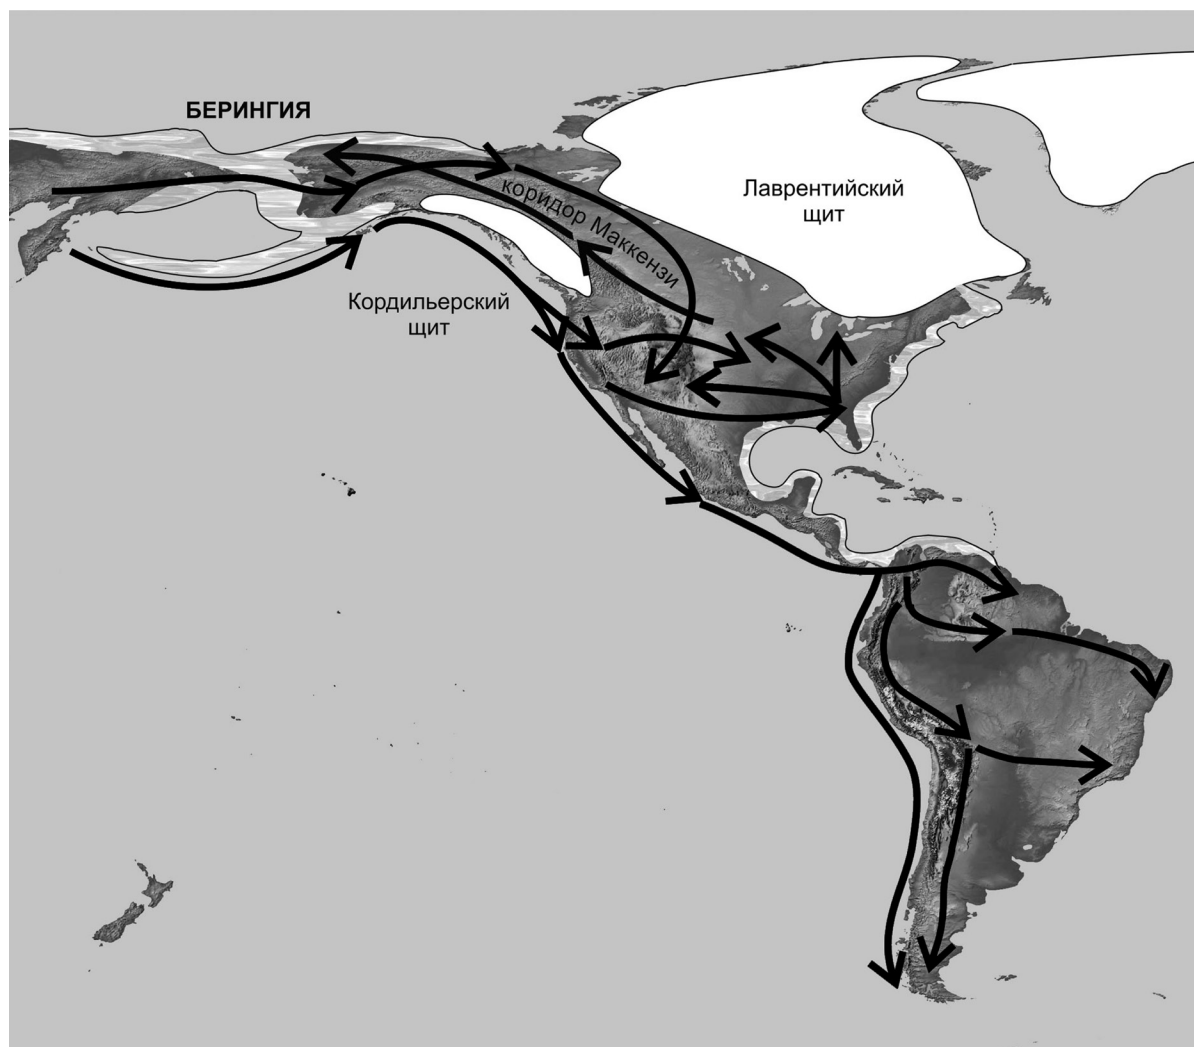 БЕРИНГИЯ
Лаврентийский
щит
коридор Маккензи
Кордильерский
щит